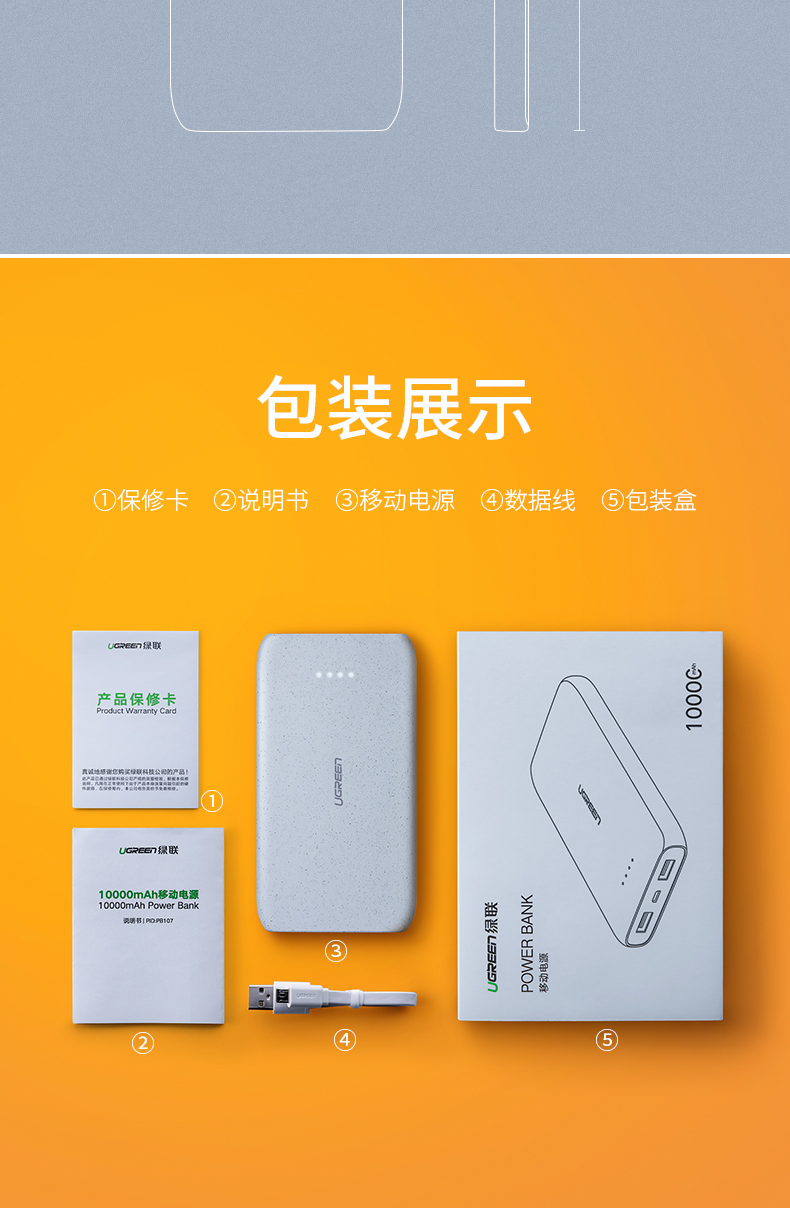 包装展示
①保修卡 ②说明书 ③移动电源 ④数据线 ⑤包装盒
UGREEN 绿联
产品保修卡
Product Warranty Card
真诚地感谢您购买绿联科技公司的产品！
①
UGREEN 绿联
10000mAh移动电源
10000mAh Power Bank
说明书 | PID:PB107
②
UGREEN
③
UGREEN
④
10000mAh
UGREEN
UGREEN 绿联
POWER BANK
移动电源
⑤